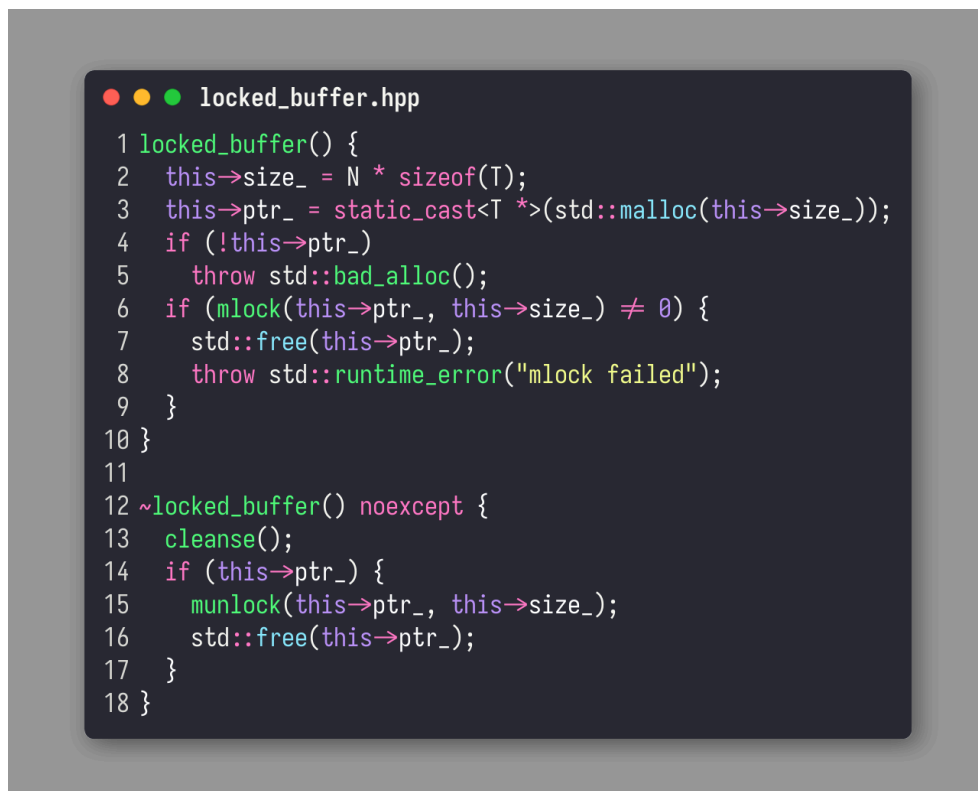 locked_buffer.hpp
1 locked_buffer() {
2   this->size_ = N * sizeof(T);
3   this->ptr_ = static_cast<T *>(std::malloc(this->size_));
4   if (!this->ptr_)
5     throw std::bad_alloc();
6   if (mlock(this->ptr_, this->size_) != 0) {
7     std::free(this->ptr_);
8     throw std::runtime_error("mlock failed");
9   }
10 }
11
12 ~locked_buffer() noexcept {
13   cleanse();
14   if (this->ptr_) {
15     munlock(this->ptr_, this->size_);
16     std::free(this->ptr_);
17   }
18 }